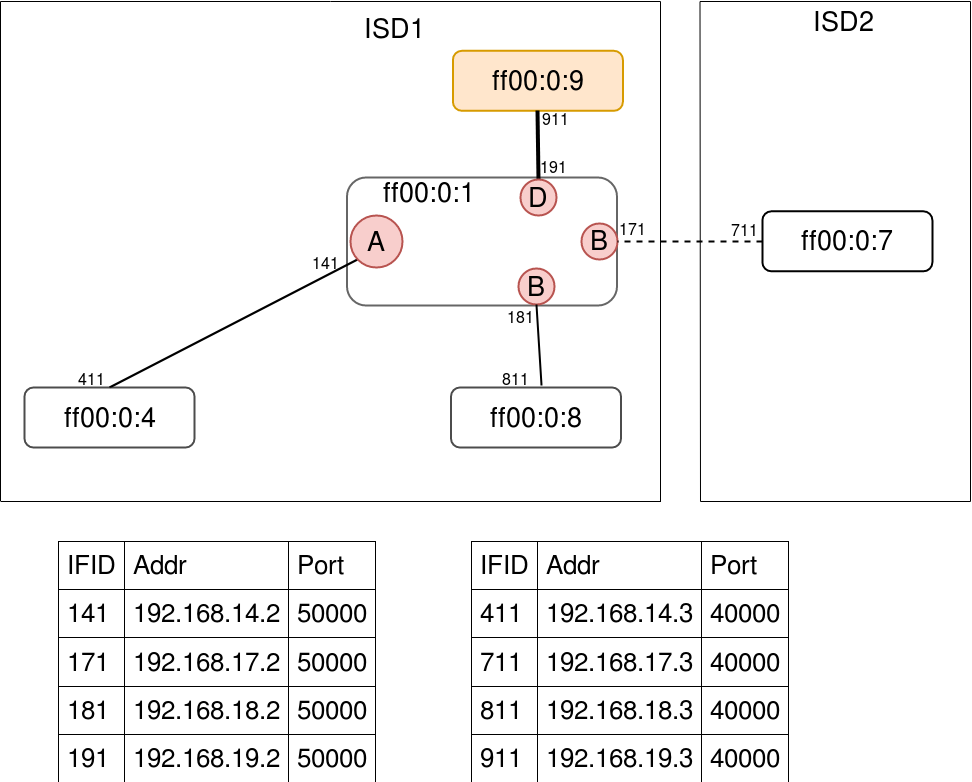 ISD1
ISD2
ff00:0:9
911
191
ff00:0:1
D
A
B
171
711
ff00:0:7
141
B
181
411
811
ff00:0:4
ff00:0:8
IFID Addr Port
141 192.168.14.2 50000
171 192.168.17.2 50000
181 192.168.18.2 50000
191 192.168.19.2 50000
IFID Addr Port
411 192.168.14.3 40000
711 192.168.17.3 40000
811 192.168.18.3 40000
911 192.168.19.3 40000